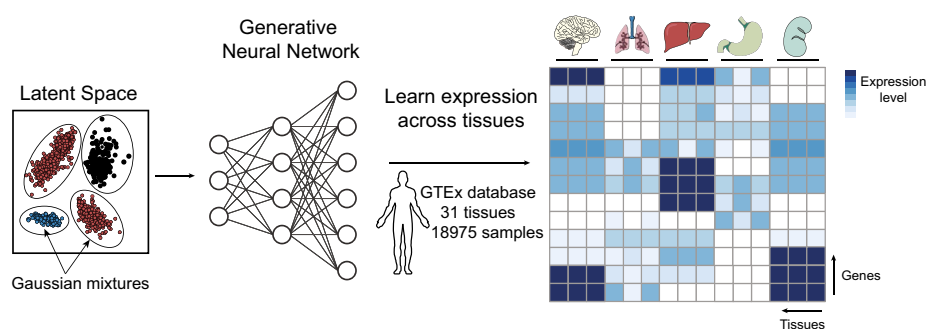 Generative
Neural Network
Latent Space
Gaussian mixtures
Learn expression
across tissues
GTEx database
31 tissues
18975 samples
Expression
level
Genes
Tissues